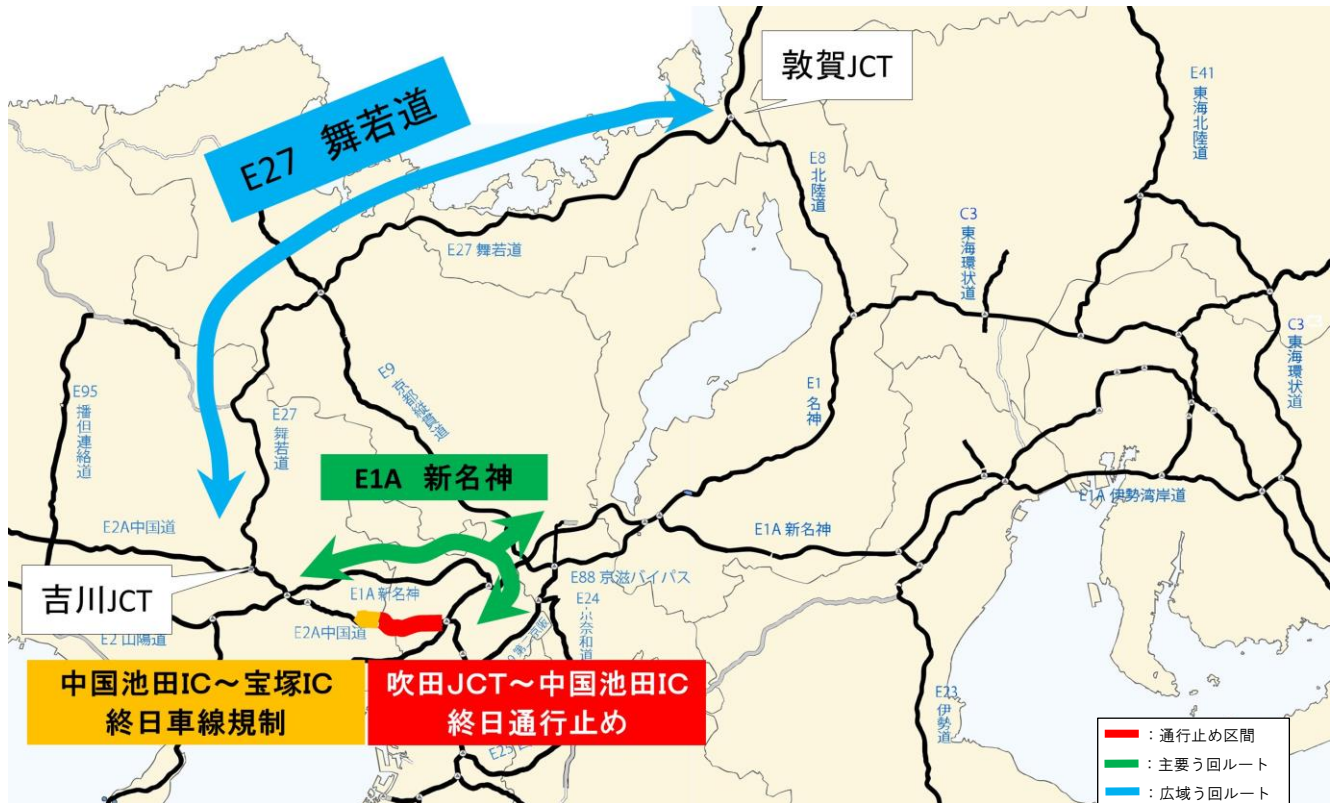 敦賀JCT
E41
東海北陸道
E27 舞若道
E8
北陸道
C3
東海環状道
E27 舞若道
C3
東海環状道
E95
播但連絡道
E27
舞若道
E9
京都縦貫道
E1
名神
E1A 新名神
E2A中国道
E1A 新名神
E1A 伊勢湾岸道
吉川JCT
E1A 新名神
E88 京滋バイパス
E24
京奈和道
E2 山陽道
E2A中国道
第二京阪
中国池田IC～宝塚IC
終日車線規制
吹田JCT～中国池田IC
終日通行止め
E23
伊勢道
E25
：通行止め区間
：主要う回ルート
：広域う回ルート